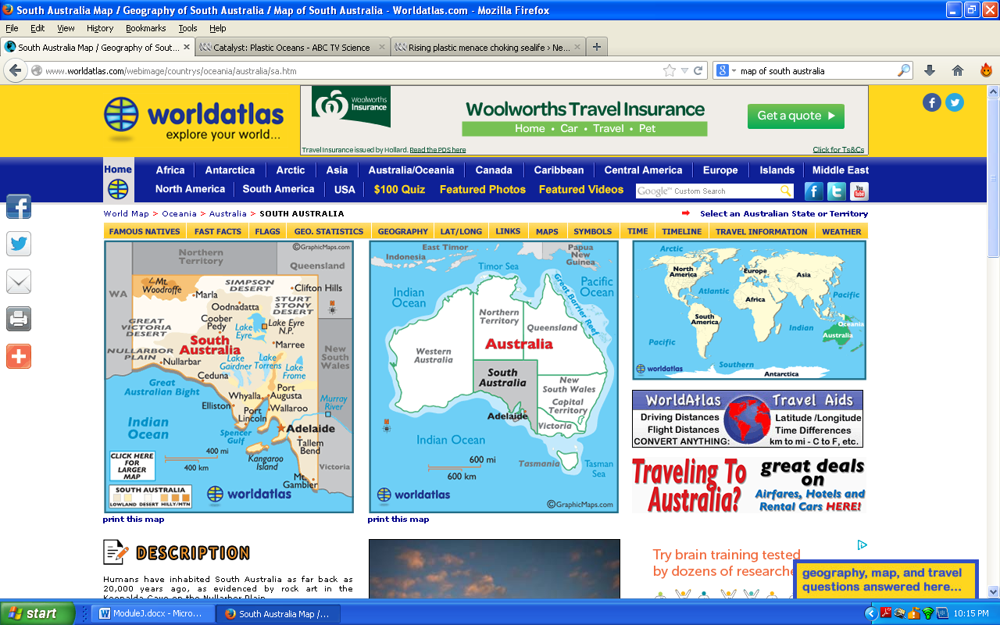 South Australia Map / Geography of South Australia / Map of South Australia - Worldatlas.com - Mozilla Firefox
File Edit View History Bookmarks Tools Help
South Australia Map / Geography of Sout... × Catalyst: Plastic Oceans - ABC TV Science × Rising plastic menace choking sealife › Ne... × +
www.worldatlas.com/webimage/countrys/oceania/australia/sa.htm
map of south australia
worldatlas
explore your world...
Woolworths
Insurance
Woolworths Travel Insurance
Home • Car • Travel • Pet
Get a quote
Travel Insurance issued by Hollard. Read the PDS here
Click for Ts&Cs
Home Africa Antarctica Arctic Asia Australia/Oceania Canada Caribbean Central America Europe Islands Middle East
North America South America USA $100 Quiz Featured Photos Featured Videos Google™ Custom Search
You Tube
World Map > Oceania > Australia > SOUTH AUSTRALIA
Select an Australian State or Territory
FAMOUS NATIVES FAST FACTS FLAGS GEO. STATISTICS GEOGRAPHY LAT/LONG LINKS MAPS SYMBOLS TIME TIMELINE TRAVEL INFORMATION WEATHER
©GraphicMaps.com
Northern
Territory
Queensland
Mt.
Woodroffe
SIMPSON
DESERT
Clifton Hills
WA
Marla
STURT
STONY
DESERT
Oodnadatta
Coober
Pedy
GREAT
VICTORIA
DESERT
Lake
Eyre
Lake Eyre
N.P.
South
Australia
Marree
NULLARBOR
PLAIN
Nullarbar
Lake
Gairdner
Lake
Torrens
Lake
Frome
New
South
Wales
Ceduna
Great
Australian Bight
Port
Augusta
Whyalla
Elliston
Wallaroo
Murray
River
Port
Lincoln
Indian
Ocean
Spencer
Gulf
Adelaide
Tallem
Bend
Kangaroo
Island
CLICK HERE
FOR
LARGER
MAP
400 mi
400 km
Victoria
Mt.
Gambier
SOUTH AUSTRALIA
LOWLAND DESERT HILLY/MTN
worldatlas
print this map
East Timor
Indonesia
Papua
New
Guinea
Timor Sea
Pacific
Ocean
Indian
Ocean
Great Barrier Reef
Northern
Territory
Queensland
Australia
Western
Australia
South
Australia
New
South Wales
Capital
Territory
Adelaide
Victoria
Indian Ocean
600 mi
600 km
Tasmania
Tasman
Sea
worldatlas
©GraphicMaps.com
print this map
Arctic
North
America
Europe
Asia
Atlantic
Africa
Pacific
South
America
Indian
Oceania
Australia
Pacific
Southern
worldatlas
Antarctica
WorldAtlas Travel Aids
Driving Distances Latitude /Longitude
Flight Distances Time Differences
CONVERT ANYTHING: km to mi - C to F, etc.
Traveling To
Australia?
great deals
on
Airfares, Hotels and
Rental Cars HERE!
DESCRIPTION
Humans have inhabited South Australia as far back as
20,000 years ago, as evidenced by rock art in the
Koonalda Cave on the Nullarbor Plain
Try brain training tested
by dozens of researche
geography, map, and travel
questions answered here...
start ModuleJ.docx - Micro... South Australia Map /... 10:15 PM